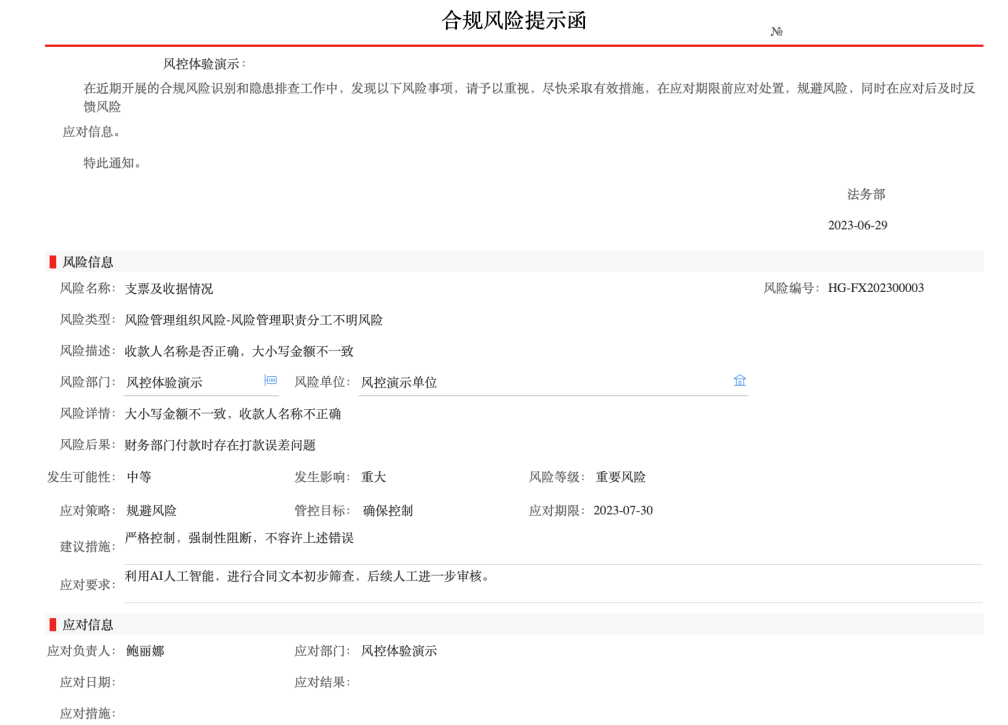 合规风险提示函
№
风控体验演示：
在近期开展的合规风险识别和隐患排查工作中，发现以下风险事项，请予以重视，尽快采取有效措施，在应对期限前应对处置，规避风险，同时在应对后及时反
馈风险
应对信息。
特此通知。
法务部
2023-06-29
风险信息
风险名称： 支票及收据情况 风险编号： HG-FX202300003
风险类型： 风险管理组织风险-风险管理职责分工不明风险
风险描述： 收款人名称是否正确，大小写金额不一致
风险部门： 风控体验演示 风险单位： 风控演示单位
风险详情： 大小写金额不一致，收款人名称不正确
风险后果： 财务部门付款时存在打款误差问题
发生可能性： 中等 发生影响： 重大 风险等级： 重要风险
应对策略： 规避风险 管控目标： 确保控制 应对期限： 2023-07-30
建议措施： 严格控制，强制性阻断，不容许上述错误
应对要求： 利用AI人工智能，进行合同文本初步筛查，后续人工进一步审核。
应对信息
应对负责人： 鲍丽娜 应对部门： 风控体验演示
应对日期： 应对结果：
应对措施：